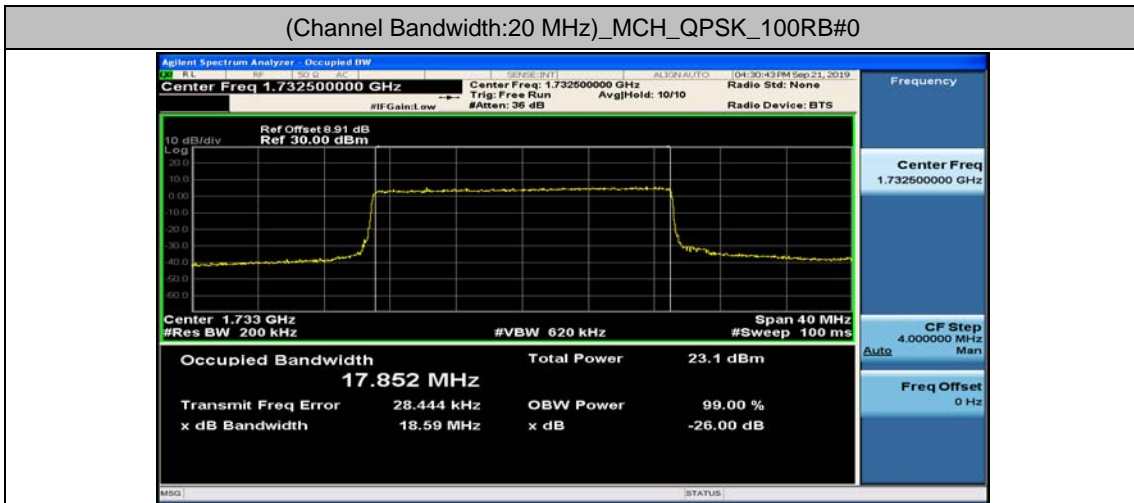 (Channel Bandwidth:20 MHz)_MCH_QPSK_100RB#0
Agilent Spectrum Analyzer - Occupied BW
RL RF 50 Ω AC SENSE:INT ALIGN AUTO 04:30:43 PM Sep 21, 2019
Center Freq 1.732500000 GHz Center Freq: 1.732500000 GHz Radio Std: None Frequency
Trig: Free Run Avg|Hold: 10/10
#IFGain:Low #Atten: 36 dB Radio Device: BTS
Ref Offset 8.91 dB
10 dB/div Ref 30.00 dBm
Log
20.0
10.0
0.00
-10.0
-20.0
-30.0
-40.0
-50.0
-60.0
Center Freq
1.732500000 GHz
Center 1.733 GHz Span 40 MHz
#Res BW 200 kHz #VBW 620 kHz #Sweep 100 ms
CF Step
4.000000 MHz
Auto Man
Occupied Bandwidth Total Power 23.1 dBm
17.852 MHz
Freq Offset
0 Hz
Transmit Freq Error 28.444 kHz OBW Power 99.00 %
x dB Bandwidth 18.59 MHz x dB -26.00 dB
MSG STATUS